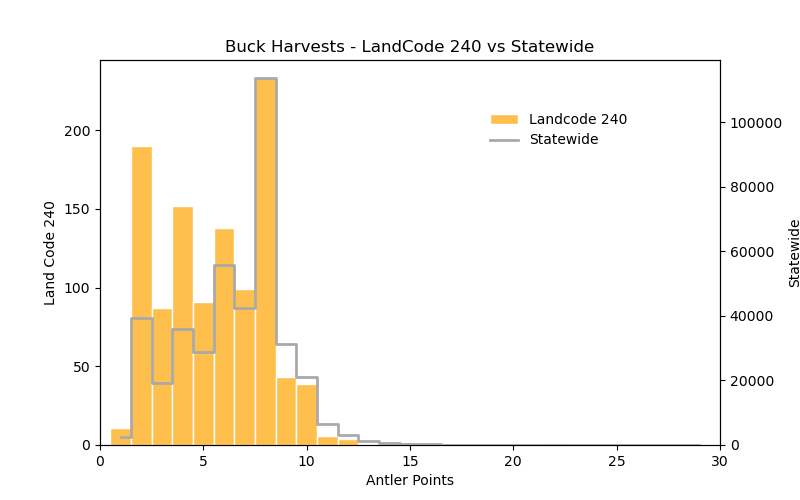 Buck Harvests - LandCode 240 vs Statewide
Landcode 240
Statewide
Land Code 240
200
150
100
50
0
100000
80000
60000
40000
20000
0
Statewide
0 5 10 15 20 25 30
Antler Points